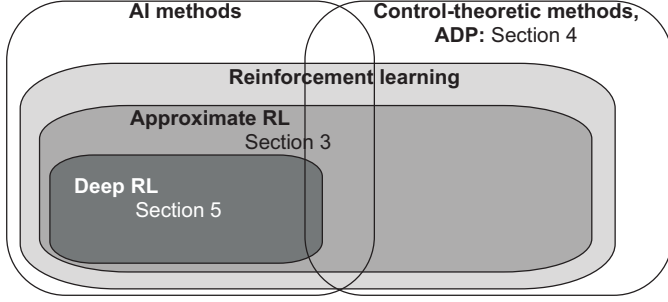 AI methods
Control-theoretic methods,
ADP: Section 4
Reinforcement learning
Approximate RL
Section 3
Deep RL
Section 5